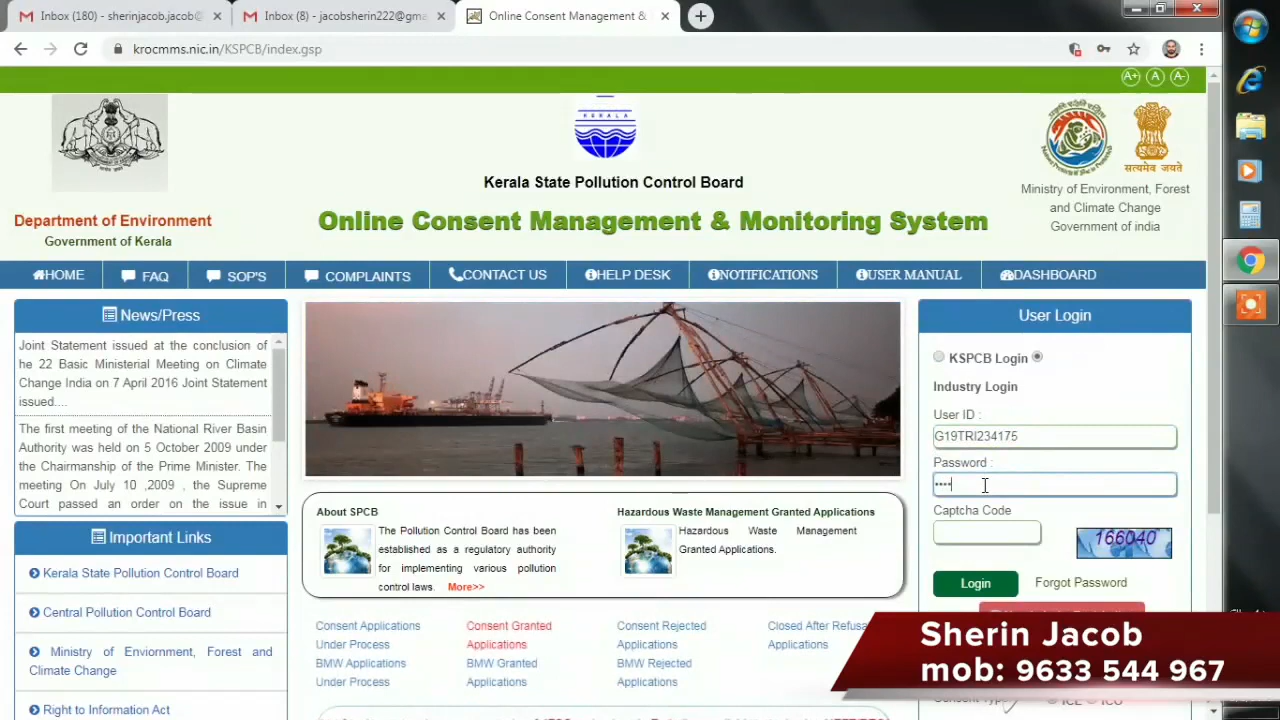 Inbox (180) - sherinjacob.jacob@
Inbox (8) - jacobsherin222@gma
Online Consent Management &
krocmms.nic.in/KSPCB/index.gsp
A+ A A-
KERALA
सत्यमेव जयते
Kerala State Pollution Control Board
Ministry of Environment, Forest
and Climate Change
Government of india
Department of Environment
Government of Kerala
Online Consent Management & Monitoring System
HOME
FAQ
SOP'S
COMPLAINTS
CONTACT US
HELP DESK
NOTIFICATIONS
USER MANUAL
DASHBOARD
News/Press
Joint Statement issued at the conclusion of
he 22 Basic Ministerial Meeting on Climate
Change India on 7 April 2016 Joint Statement
issued....
The first meeting of the National River Basin
Authority was held on 5 October 2009 under
the Chairmanship of the Prime Minister. The
meeting On July 10 ,2009 , the Supreme
Court passed an order on the issue in
Important Links
Kerala State Pollution Control Board
Central Pollution Control Board
Ministry of Enviornment, Forest and
Climate Change
Right to Information Act
About SPCB
The Pollution Control Board has been
established as a regulatory authority
for implementing various pollution
control laws. More>>
Hazardous Waste Management Granted Applications
Hazardous Waste Management
Granted Applications.
Consent Applications
Under Process
BMW Applications
Under Process
Consent Granted
Applications
BMW Granted
Applications
Consent Rejected
Applications
BMW Rejected
Applications
Closed After Refusa
Applications
User Login
KSPCB Login
Industry Login
User ID :
G19TRI234175
Password :
••••
Captcha Code
166040
Login
Forgot Password
Sherin Jacob
mob: 9633 544 967
ICE
ICO